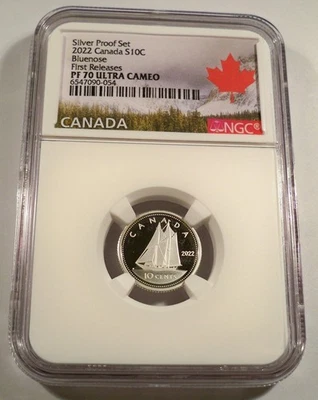 Silver Proof Set
2022 Canada S10C
Bluenose
First Releases
PF 70 ULTRA CAMEO
6547090-054
CANADA
NGC®
CANADA
2022
10 CENTS